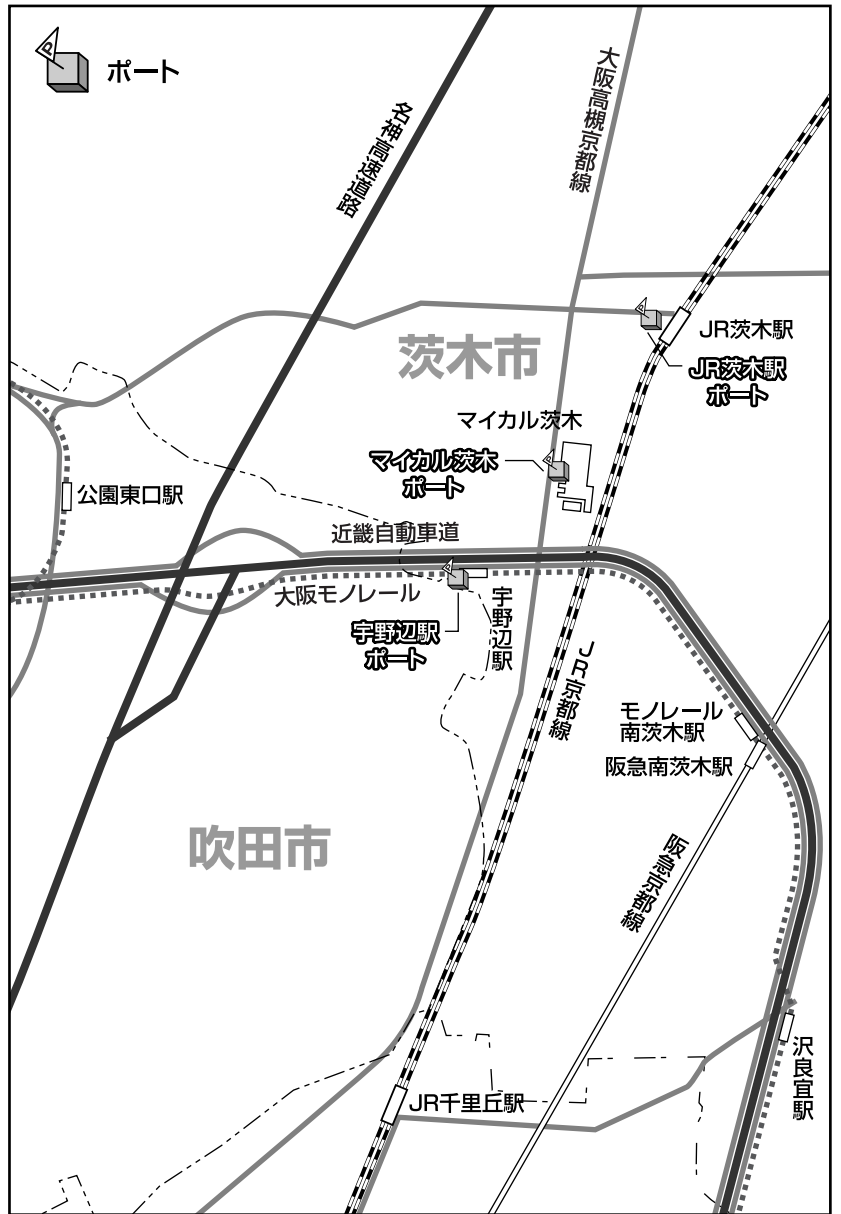 P
ポート
名神高速道路
大阪高槻京都線
P
JR茨木駅
JR茨木駅
ポート
茨木市
マイカル茨木
マイカル茨木
ポート
P
公園東口駅
近畿自動車道
P
大阪モノレール
宇野辺駅
宇野辺駅
ポート
JR京都線
モノレール
南茨木駅
阪急南茨木駅
吹田市
阪急京都線
沢良宜駅
JR千里丘駅